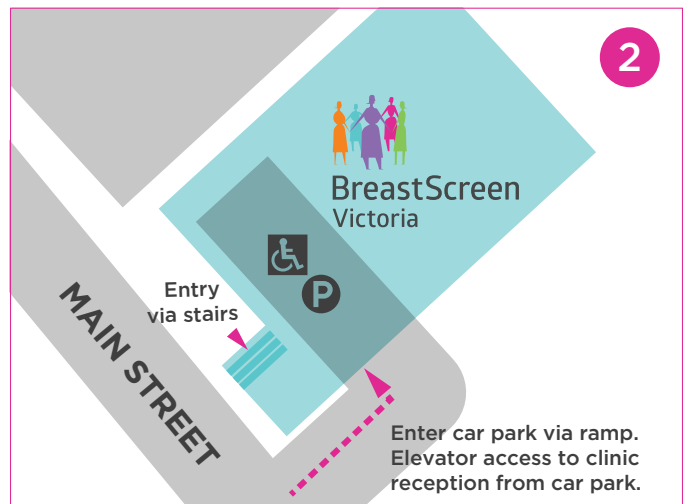 2
BreastScreen
Victoria
P
Entry
via stairs
MAIN STREET
Enter car park via ramp.
Elevator access to clinic
reception from car park.